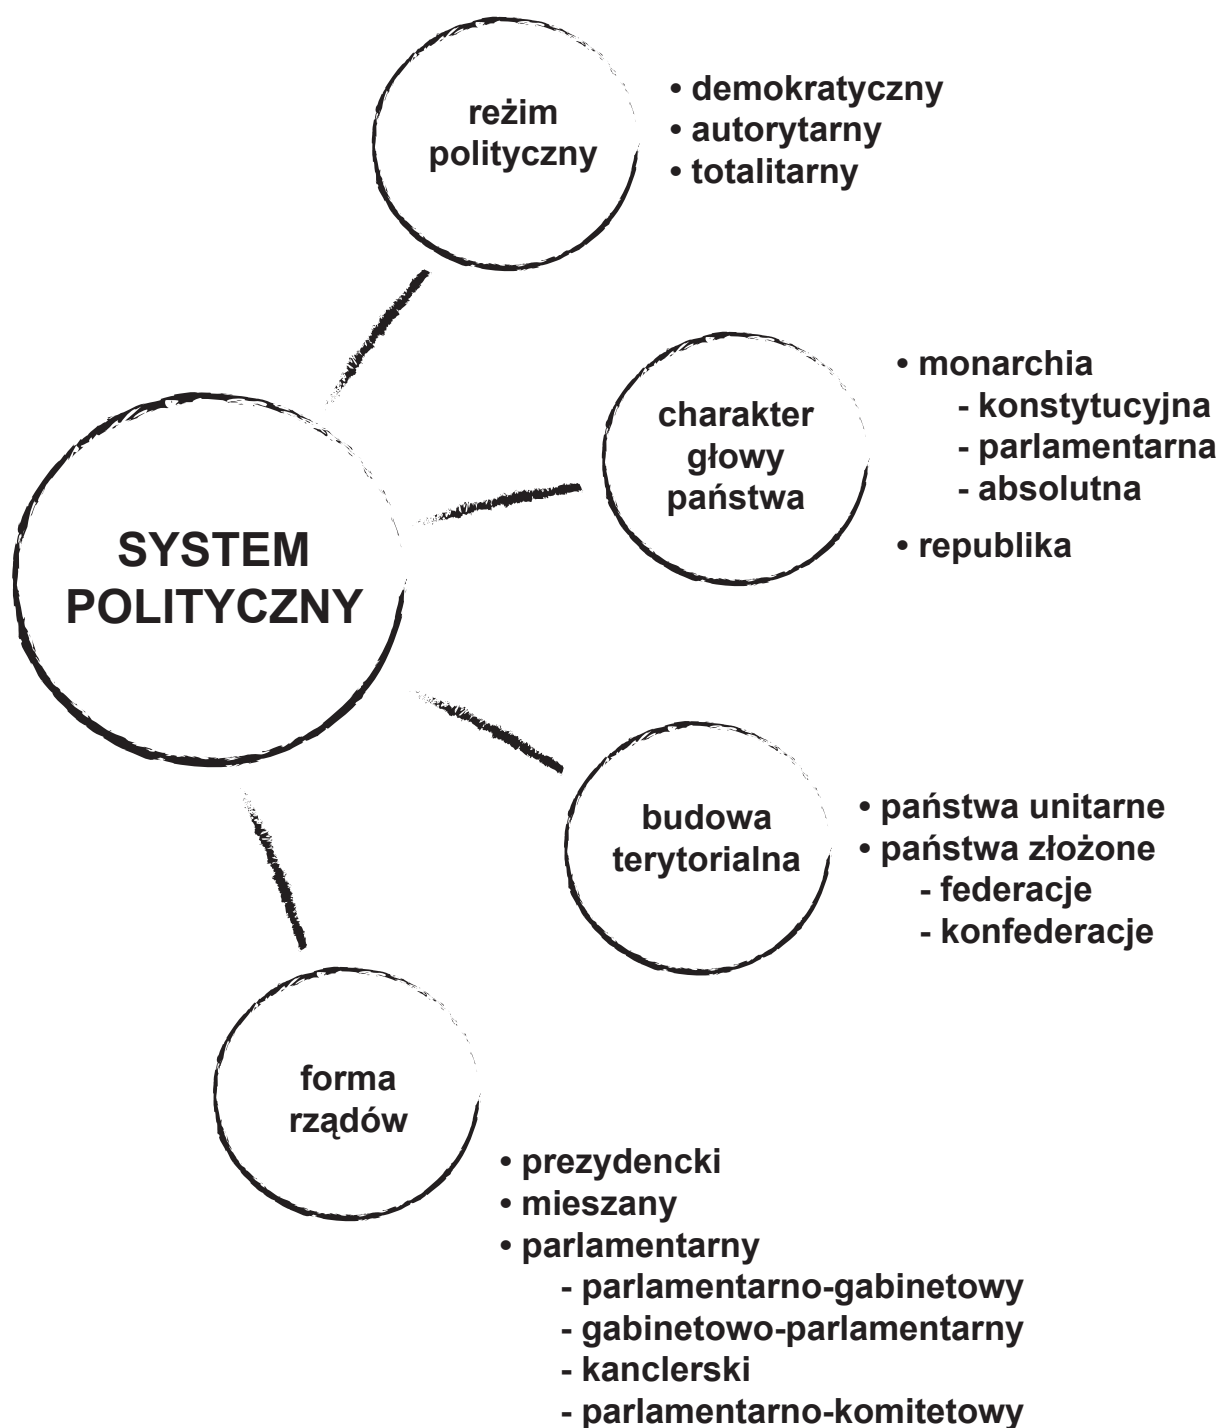 reżim
polityczny
• demokratyczny
• autorytarny
• totalitarny
charakter
głowy
państwa
• monarchia
- konstytucyjna
- parlamentarna
- absolutna
• republika
SYSTEM
POLITYCZNY
budowa
terytorialna
• państwa unitarne
• państwa złożone
- federacje
- konfederacje
forma
rządów
• prezydencki
• mieszany
• parlamentarny
- parlamentarno-gabinetowy
- gabinetowo-parlamentarny
- kanclerski
- parlamentarno-komitetowy